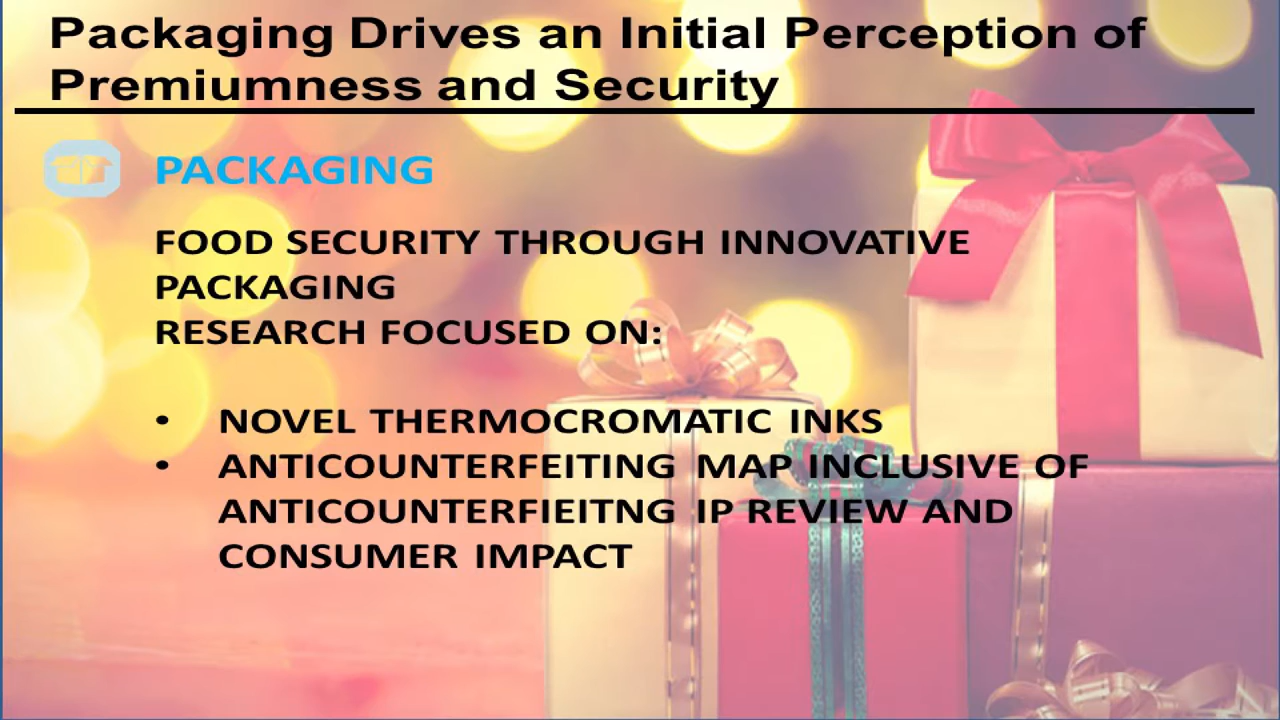 Packaging Drives an Initial Perception of
Premiumness and Security
PACKAGING
FOOD SECURITY THROUGH INNOVATIVE
PACKAGING
RESEARCH FOCUSED ON:
• NOVEL THERMOCROMATIC INKS
• ANTICOUNTERFEITING MAP INCLUSIVE OF
ANTICOUNTERFIEITNG IP REVIEW AND
CONSUMER IMPACT